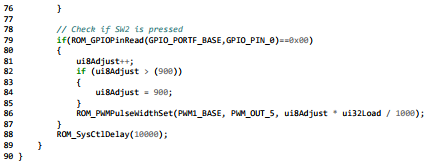 76 }
77
78 // Check if SW2 is pressed
79 if(ROM_GPIOPinRead(GPIO_PORTF_BASE,GPIO_PIN_0)==0x00)
80 {
81 ui8Adjust++;
82 if (ui8Adjust > (900))
83 {
84 ui8Adjust = 900;
85 }
86 ROM_PWMPulseWidthSet(PWM1_BASE, PWM_OUT_5, ui8Adjust * ui32Load / 1000);
87 }
88 ROM_SysCtlDelay(10000);
89 }
90 }